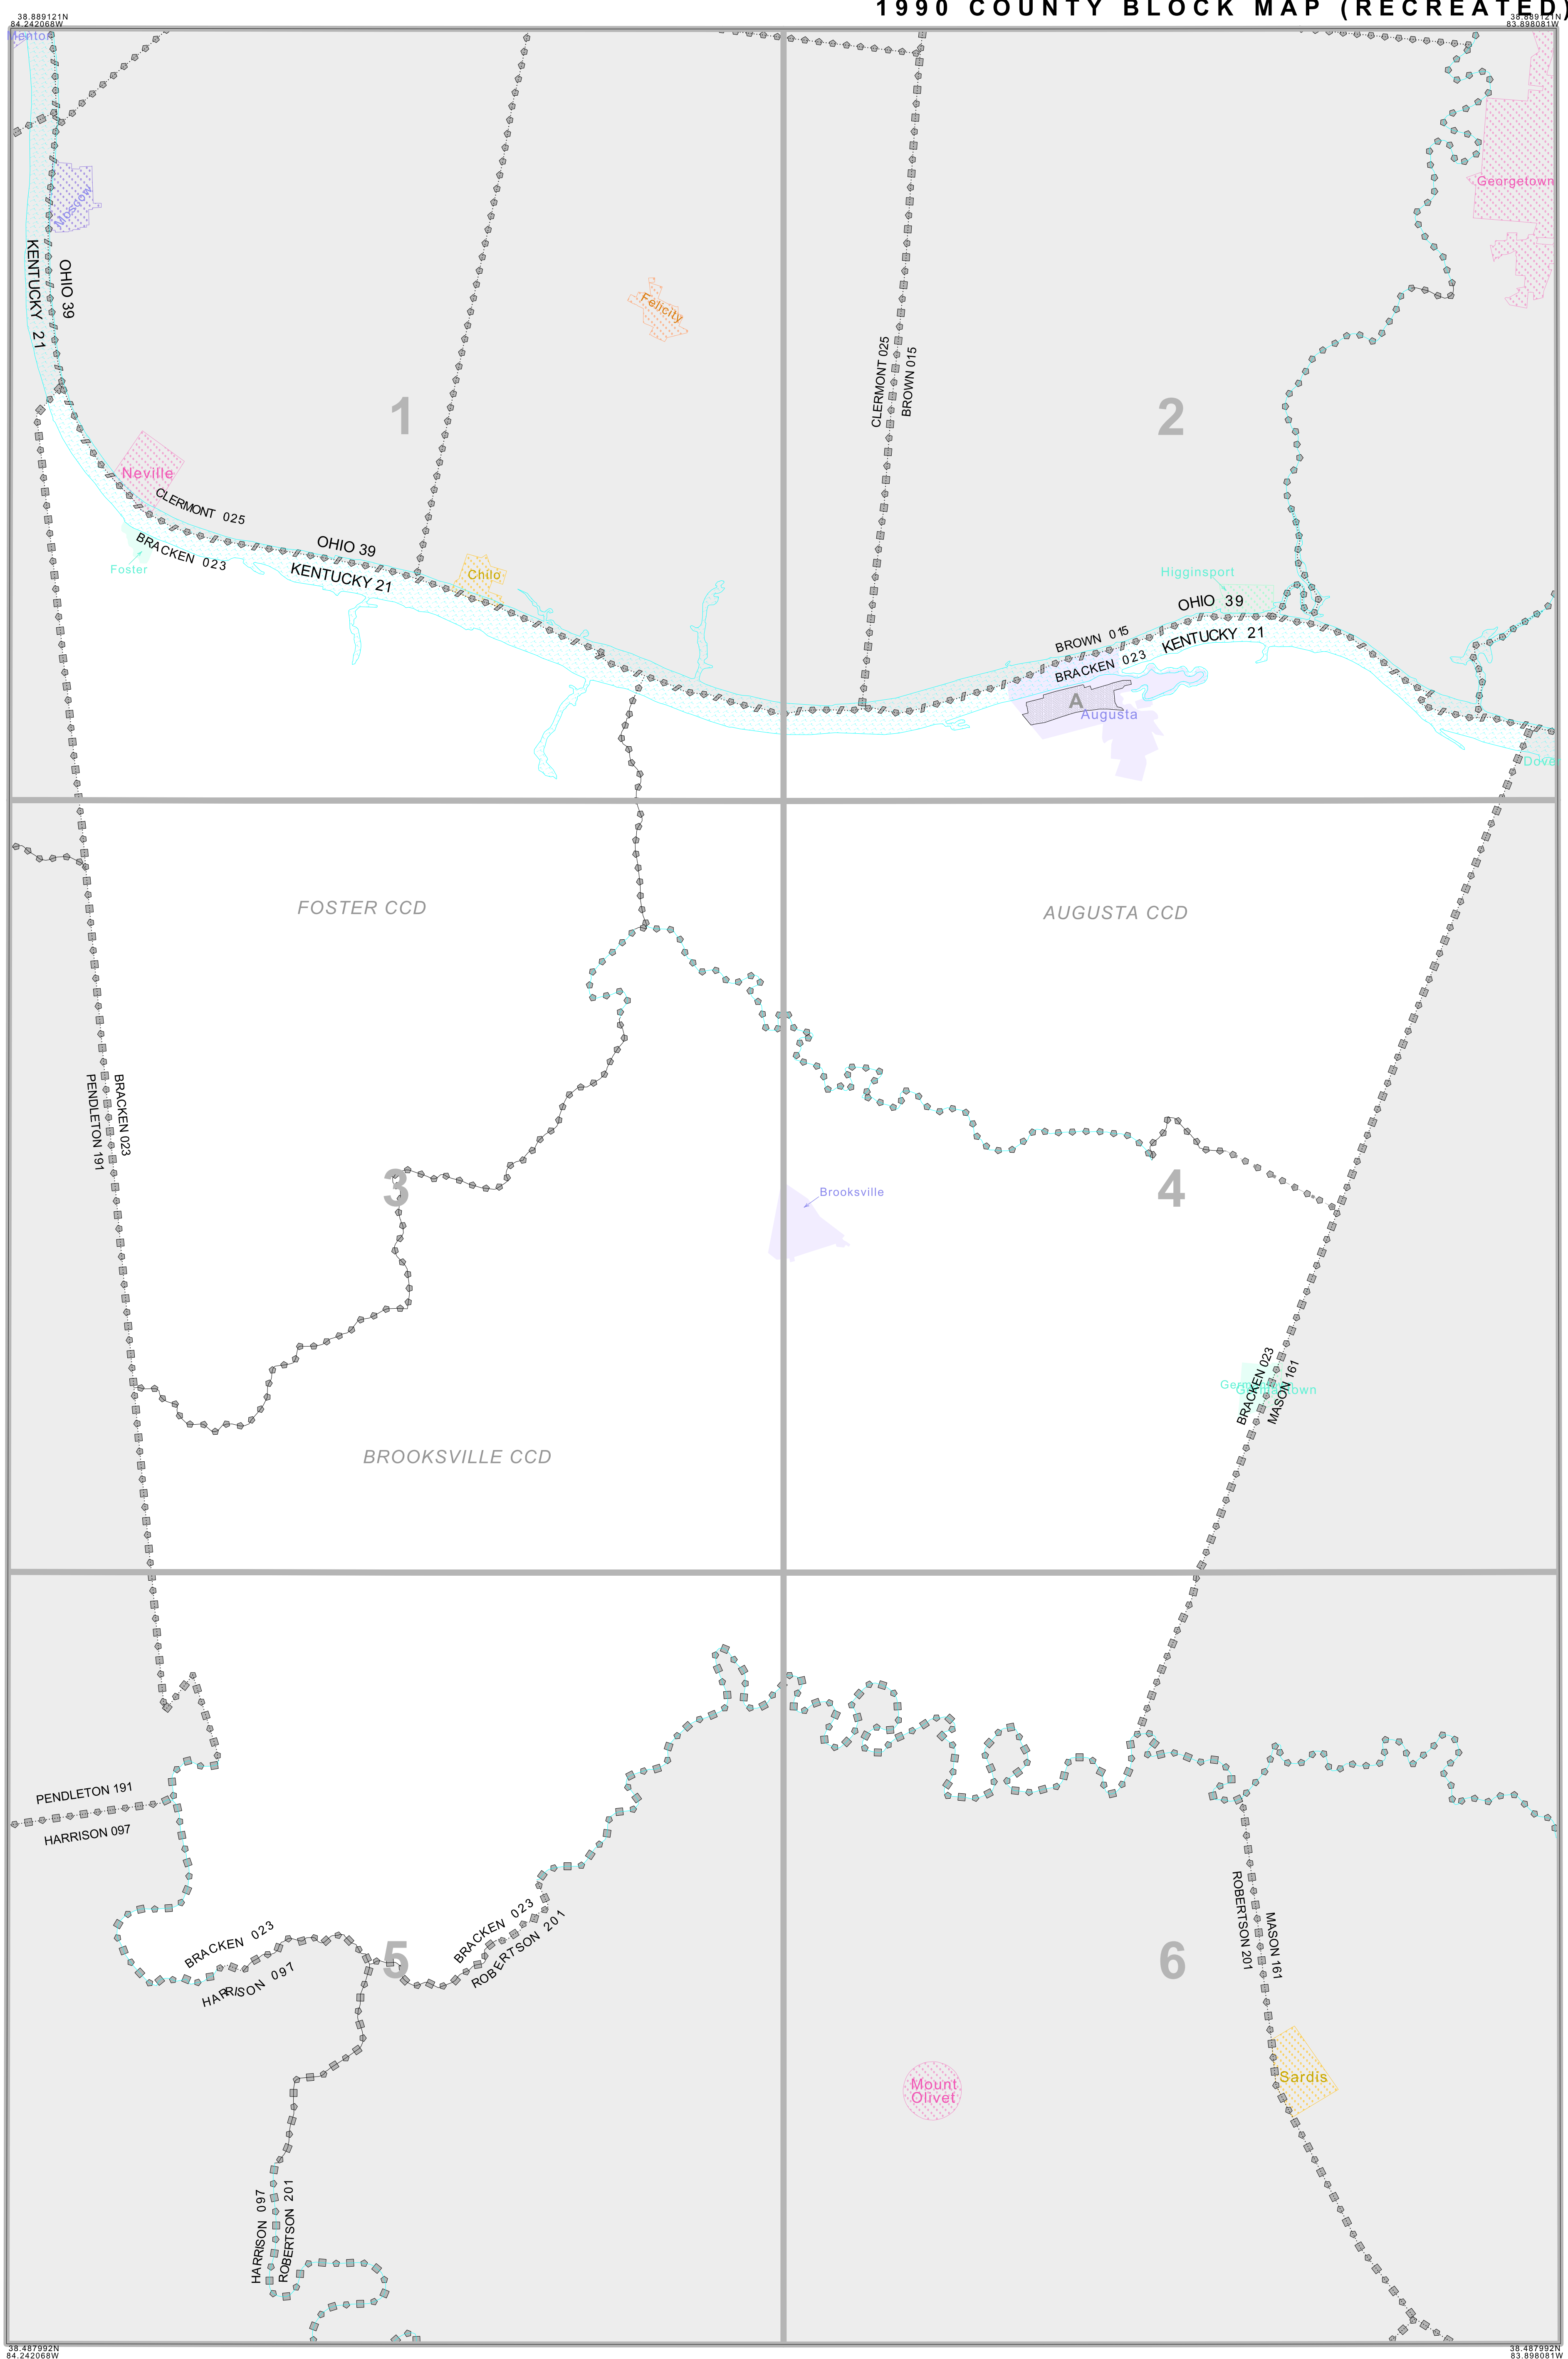 1990 COUNTY BLOCK MAP (RECREATED)
38.889121N
84.242068W
38.889121N
83.898081W
Mentor
Moscow
Georgetown
KENTUCKY 21
OHIO 39
Felicity
CLERMONT 025
BROWN 015
1
2
Neville
CLERMONT 025
BRACKEN 023
Foster
OHIO 39
KENTUCKY 21
Chilo
Higginsport
OHIO 39
BROWN 015
KENTUCKY 21
BRACKEN 023
A
Augusta
Dover
FOSTER CCD
AUGUSTA CCD
BRACKEN 023
PENDLETON 191
3
4
Brooksville
BRACKEN 023
MASON 161
Germantown
Germantown
BROOKSVILLE CCD
PENDLETON 191
HARRISON 097
BRACKEN 023
HARRISON 097
BRACKEN 023
ROBERTSON 201
5
6
ROBERTSON 201
MASON 161
Sardis
Mount
Olivet
HARRISON 097
ROBERTSON 201
38.487992N
84.242068W
38.487992N
83.898081W